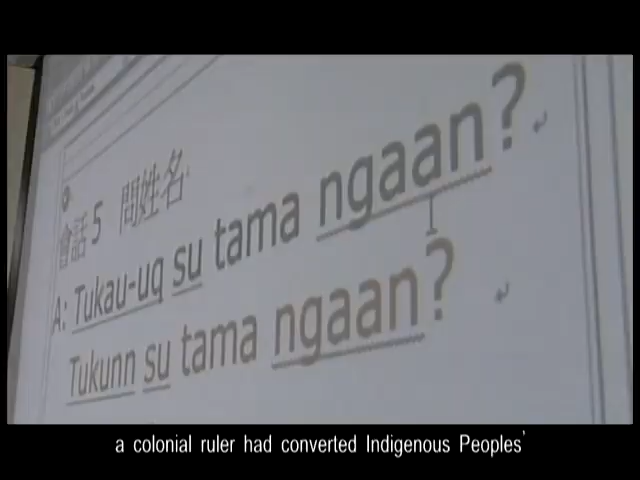 會話 5 問姓名
A: Tukau-uq su tama ngaan?
Tukunn su tama ngaan?
a colonial ruler had converted Indigenous Peoples'